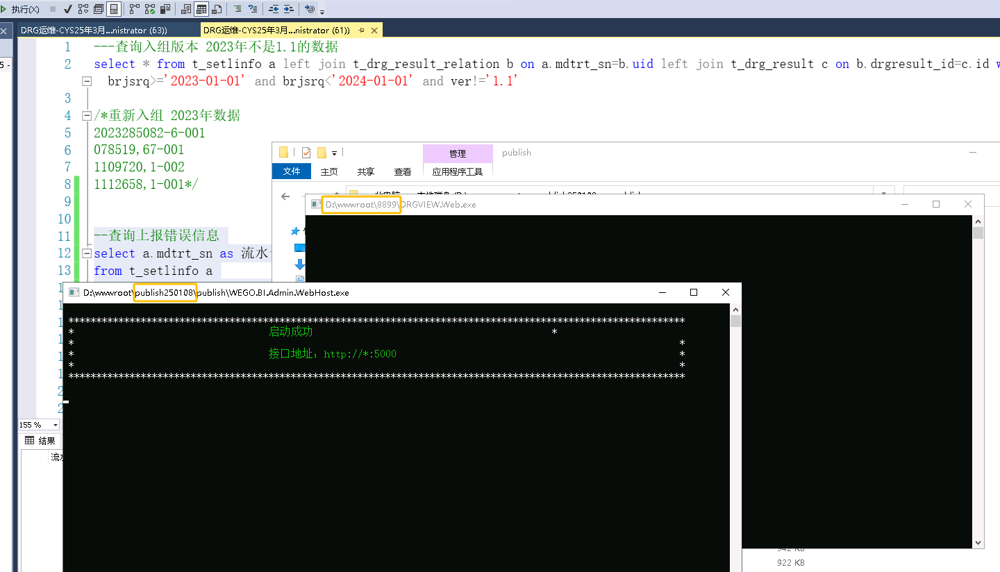 执行(X)
DRG运维-CYS25年3月...nistrator (63))
DRG运维-CYS25年3月...nistrator (61))
1 ---查询入组版本 2023年不是1.1的数据
2 select * from t_setlinfo a left join t_drg_result_relation b on a.mdtrt_sn=b.uid left join t_drg_result c on b.drgresult_id=c.id
brjsrq>='2023-01-01' and brjsrq<'2024-01-01' and ver!='1.1'
3
4 /*重新入组 2023年数据
5 2023285082-6-001
6 078519,67-001
7 1109720,1-002
8 1112658,1-001*/
9
10
11 --查询上报错误信息
12 select a.mdtrt_sn as 流水
13 from t_setlinfo a
管理
publish
文件
主页
共享
查看
应用程序工具
D:\wwwroot\8899\DRGVIEW.Web.exe
D:\wwwroot\publish250108\publish\WEGO.BI.Admin.WebHost.exe
启动成功
接口地址：http://*:5000
155 %
结果
942 KB
922 KB